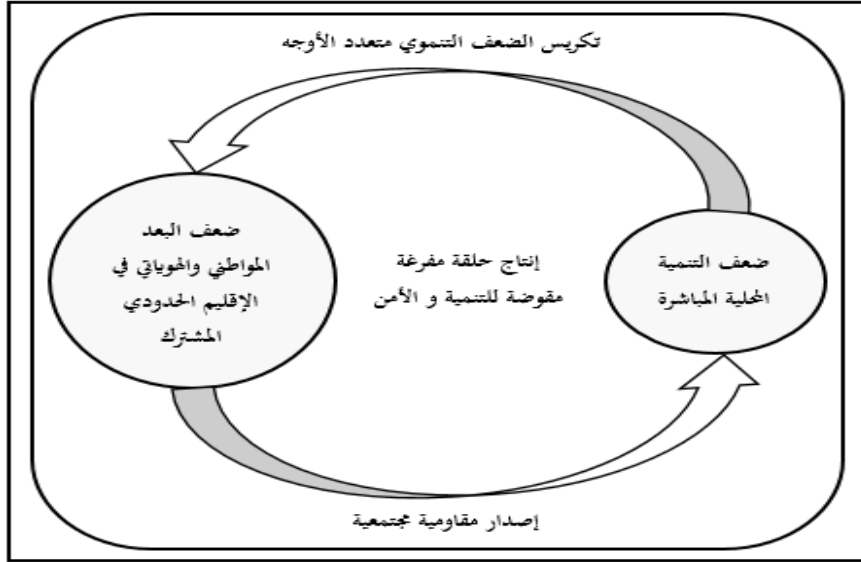 تكريس الضعف التنموي متعدد الأوجه
ضعف التنمية
المحلية المباشرة
إنتاج حلقة مفرغة
مقوضة للتنمية و الأمن
ضعف البعد
المواطني والهوياتي في
الإقليم الحدودي
المشترك
إصدار مقاومية مجتمعية